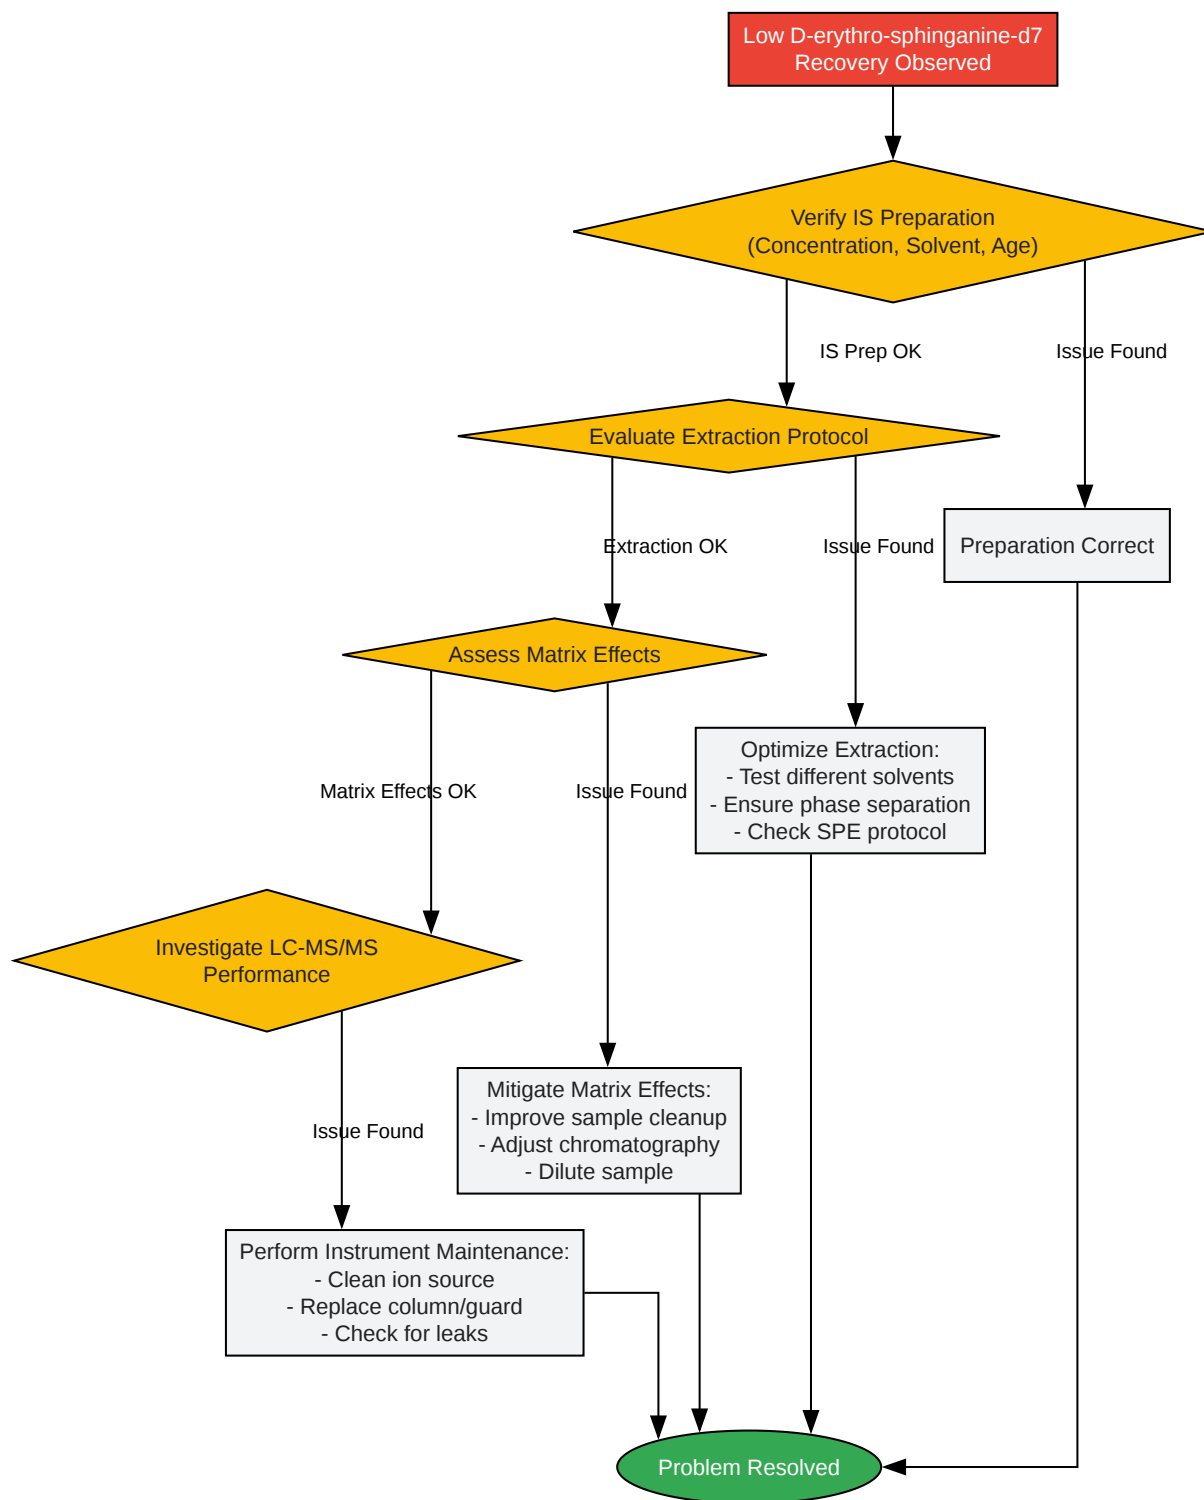 Low D-erythro-sphinganine-d7
Recovery Observed
Verify IS Preparation
(Concentration, Solvent, Age)
IS Prep OK
Issue Found
Evaluate Extraction Protocol
Extraction OK
Issue Found
Preparation Correct
Assess Matrix Effects
Optimize Extraction:
- Test different solvents
- Ensure phase separation
- Check SPE protocol
Matrix Effects OK
Issue Found
Investigate LC-MS/MS
Performance
Mitigate Matrix Effects:
- Improve sample cleanup
- Adjust chromatography
- Dilute sample
Issue Found
Perform Instrument Maintenance:
- Clean ion source
- Replace column/guard
- Check for leaks
Problem Resolved